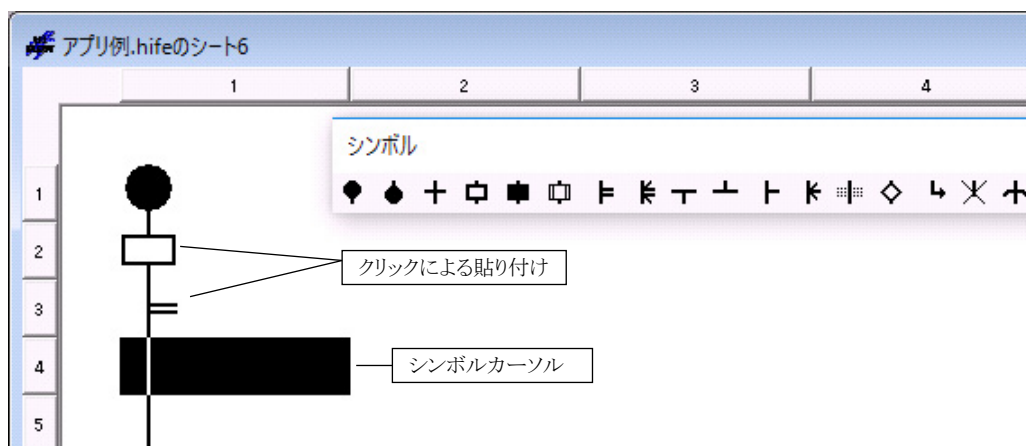 アプリ例.hifeのシート6
1 2 3 4
シンボル
1
2
クリックによる貼り付け
3
シンボルカーソル
4
5